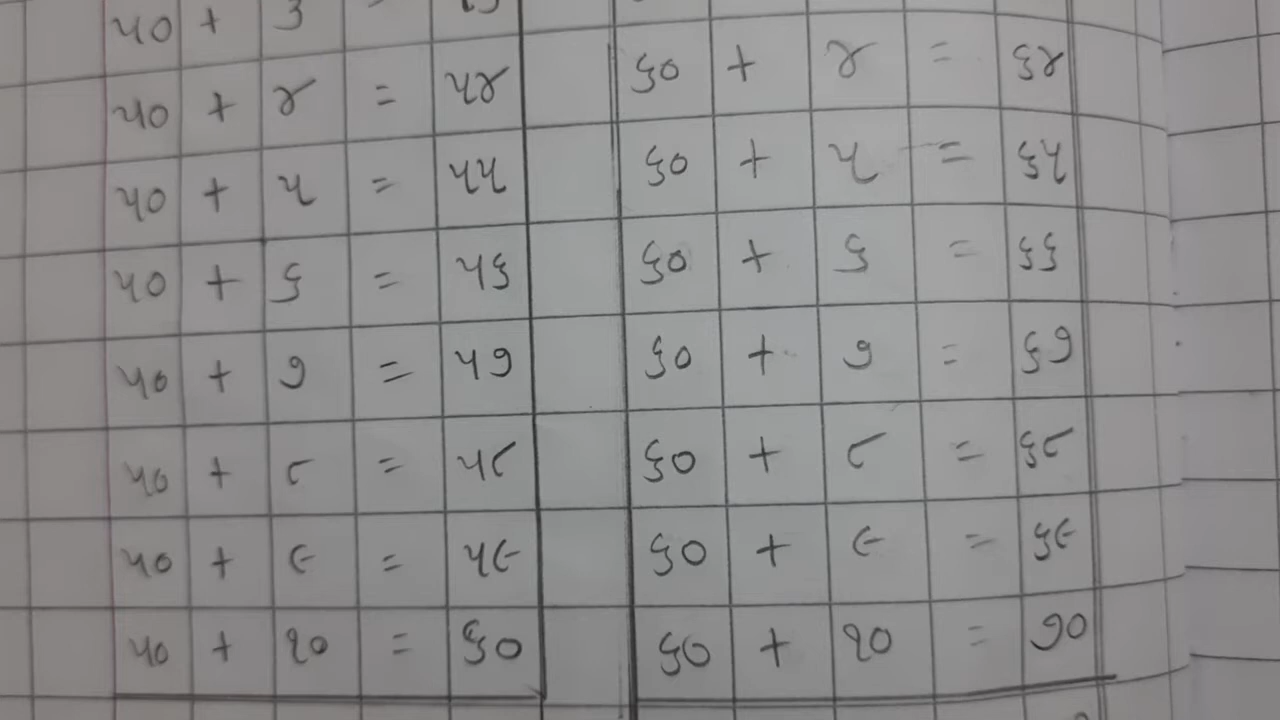 ૫૦ + ૩ = ૫૩
૫૦ + ૪ = ૫૪ ૬૦ + ૪ = ૬૪
૫૦ + ૫ = ૫૫ ૬૦ + ૫ = ૬૫
૫૦ + ૬ = ૫૬ ૬૦ + ૬ = ૬૬
૫૦ + ૭ = ૫૭ ૬૦ + ૭ = ૬૭
૫૦ + ૮ = ૫૮ ૬૦ + ૮ = ૬૮
૫૦ + ૯ = ૫૯ ૬૦ + ૯ = ૬૯
૫૦ + ૧૦ = ૬૦ ૬૦ + ૧૦ = ૭૦